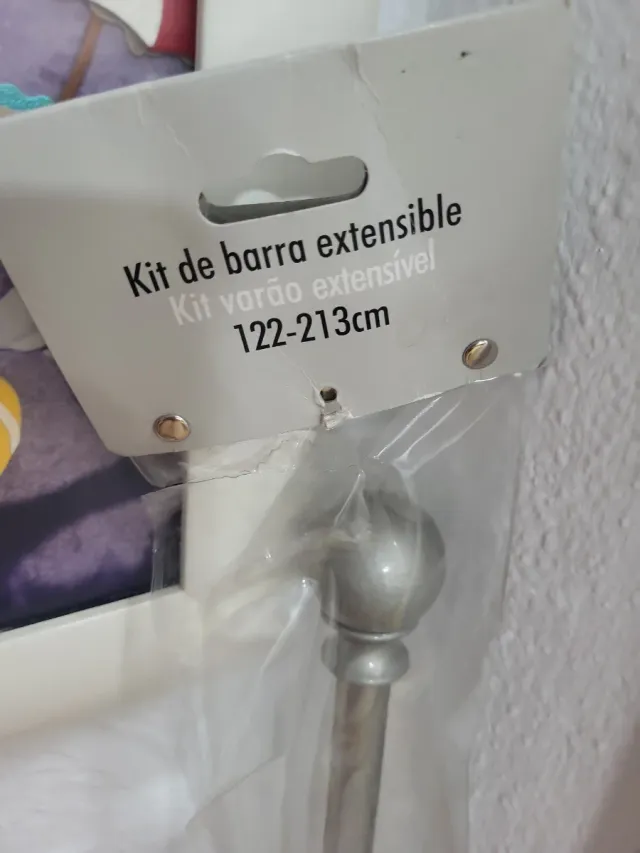 Kit de barra extensible
Kit varão extensível
122-213cm